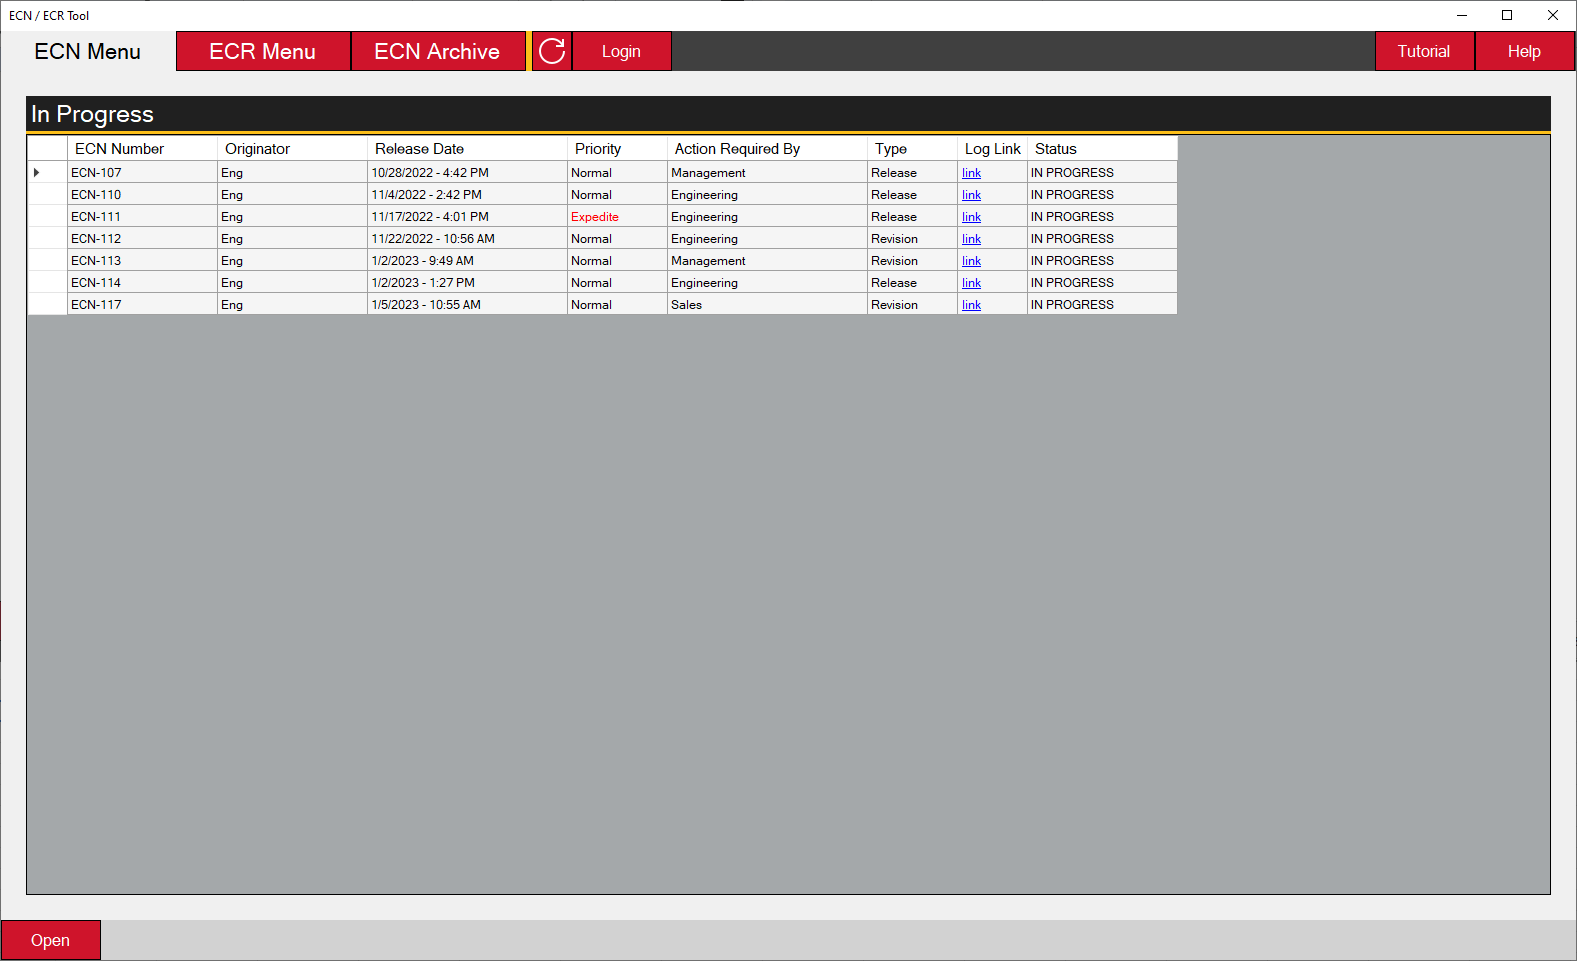 ECN / ECR Tool
ECN Menu ECR Menu ECN Archive Login Tutorial Help
In Progress
ECN Number Originator Release Date Priority Action Required By Type Log Link Status
ECN-107 Eng 10/28/2022 - 4:42 PM Normal Management Release link IN PROGRESS
ECN-110 Eng 11/4/2022 - 2:42 PM Normal Engineering Release link IN PROGRESS
ECN-111 Eng 11/17/2022 - 4:01 PM Expedite Engineering Release link IN PROGRESS
ECN-112 Eng 11/22/2022 - 10:56 AM Normal Engineering Revision link IN PROGRESS
ECN-113 Eng 1/2/2023 - 9:49 AM Normal Management Revision link IN PROGRESS
ECN-114 Eng 1/2/2023 - 1:27 PM Normal Engineering Release link IN PROGRESS
ECN-117 Eng 1/5/2023 - 10:55 AM Normal Sales Revision link IN PROGRESS
Open